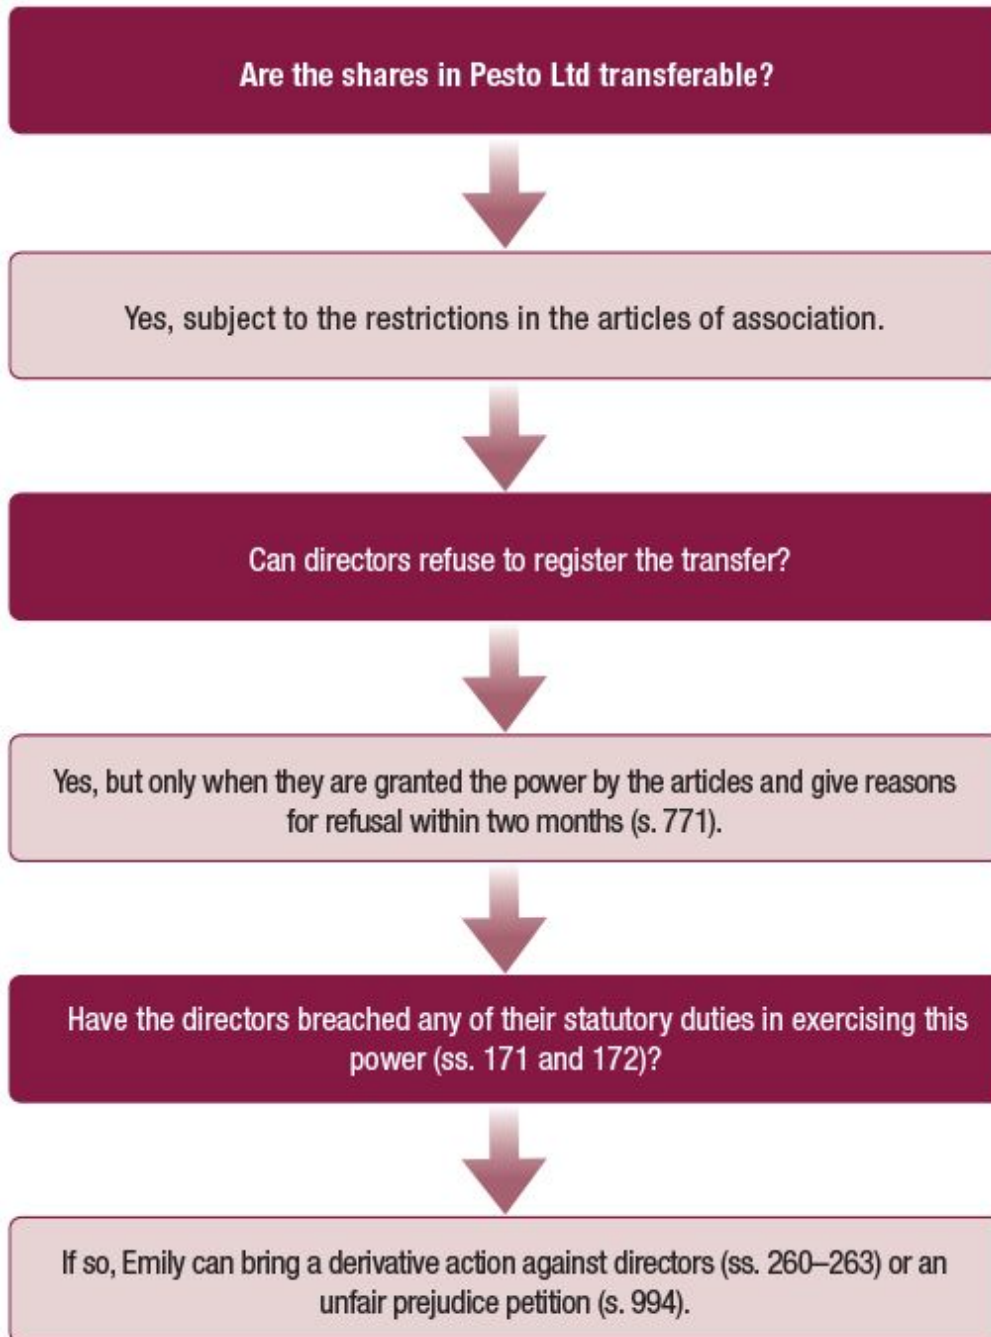 Are the shares in Pesto Ltd transferable?
Yes, subject to the restrictions in the articles of association.
Can directors refuse to register the transfer?
Yes, but only when they are granted the power by the articles and give reasons
for refusal within two months (s. 771).
Have the directors breached any of their statutory duties in exercising this
power (ss. 171 and 172)?
If so, Emily can bring a derivative action against directors (ss. 260–263) or an
unfair prejudice petition (s. 994).